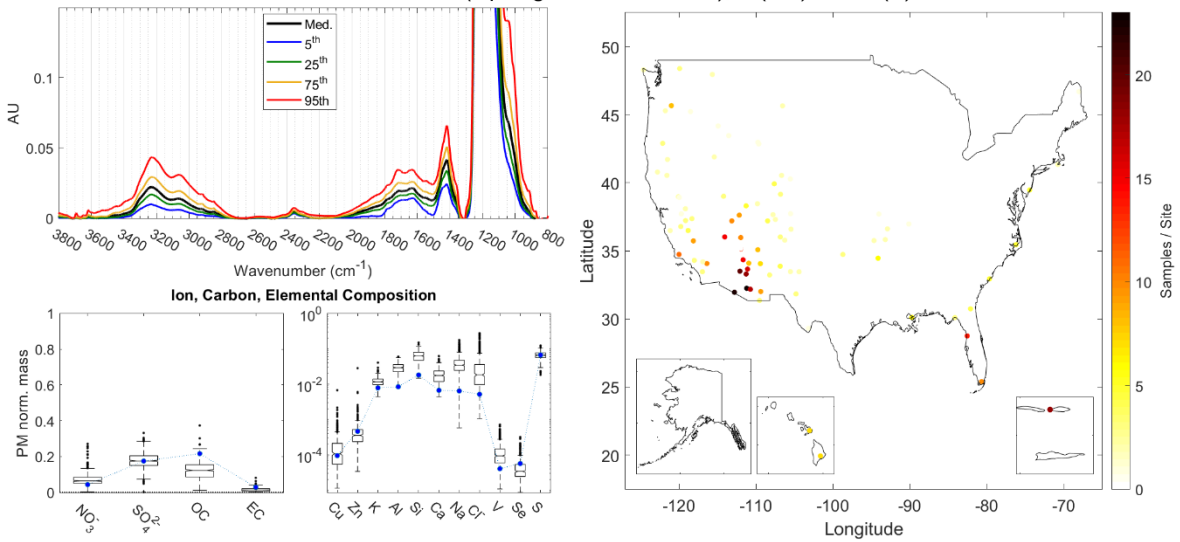 AU
0.1
0.05
0
Med.
5th
25th
75th
95th
3800 3600 3400 3200 3000 2800 2600 2400 2200 2000 1800 1600 1400 1200 1000 800
Wavenumber (cm-1)
Ion, Carbon, Elemental Composition
PM norm. mass
1
0.8
0.6
0.4
0.2
0
NO3- SO42- OC EC
10^0
10^-2
10^-4
Cu Zn K Al Si Ca Na Cl- V Se S
Latitude
50
45
40
35
30
25
20
-120 -110 -100 -90 -80 -70
Longitude
20
15
10
5
0
Samples / Site